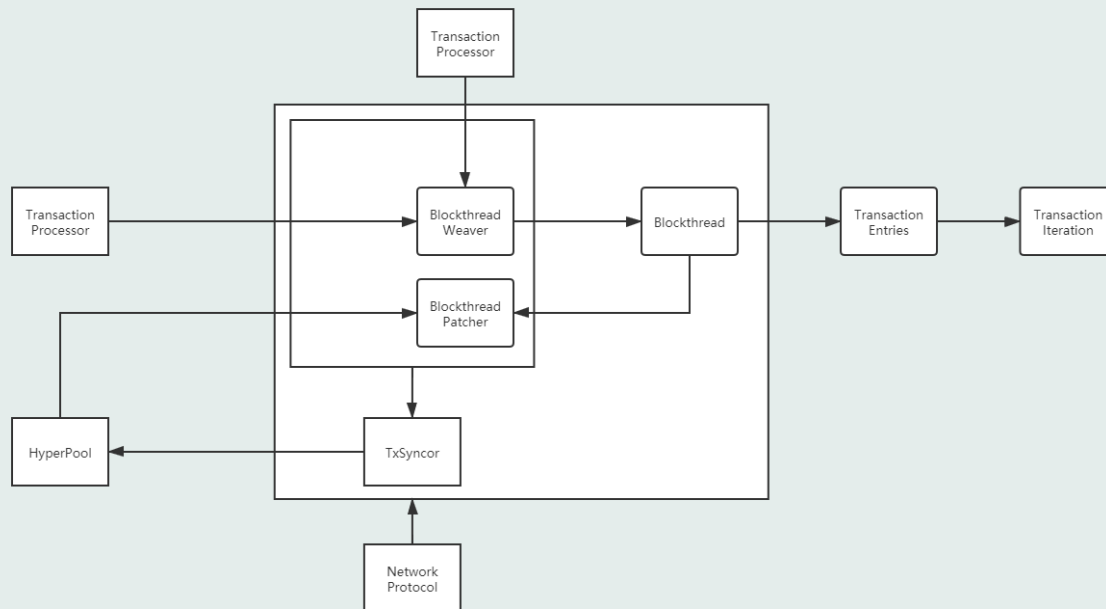 Transaction
Processor
Transaction
Processor
Blockthread
Weaver
Blockthread
Transaction
Entries
Transaction
Iteration
Blockthread
Patcher
HyperPool
TxSyncor
Network
Protocol